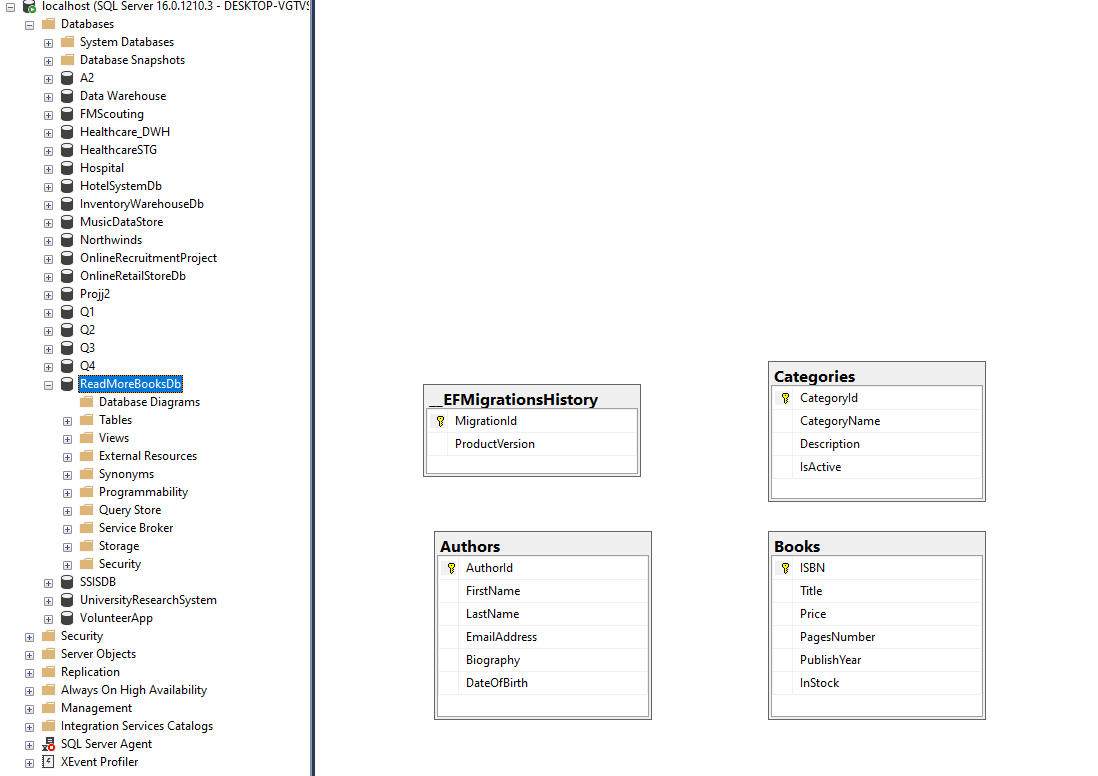 localhost (SQL Server 16.0.1210.3 - DESKTOP-VGTVS
Databases
System Databases
Database Snapshots
A2
Data Warehouse
FMScouting
Healthcare_DWH
HealthcareSTG
Hospital
HotelSystemDb
InventoryWarehouseDb
MusicDataStore
Northwinds
OnlineRecruitmentProject
OnlineRetailStoreDb
Projj2
Q1
Q2
Q3
Q4
ReadMoreBooksDb
Database Diagrams
Tables
Views
External Resources
Synonyms
Programmability
Query Store
Service Broker
Storage
Security
SSISDB
UniversityResearchSystem
VolunteerApp
Security
Server Objects
Replication
Always On High Availability
Management
Integration Services Catalogs
SQL Server Agent
XEvent Profiler
__EFMigrationsHistory
MigrationId
ProductVersion
Categories
CategoryId
CategoryName
Description
IsActive
Authors
AuthorId
FirstName
LastName
EmailAddress
Biography
DateOfBirth
Books
ISBN
Title
Price
PagesNumber
PublishYear
InStock